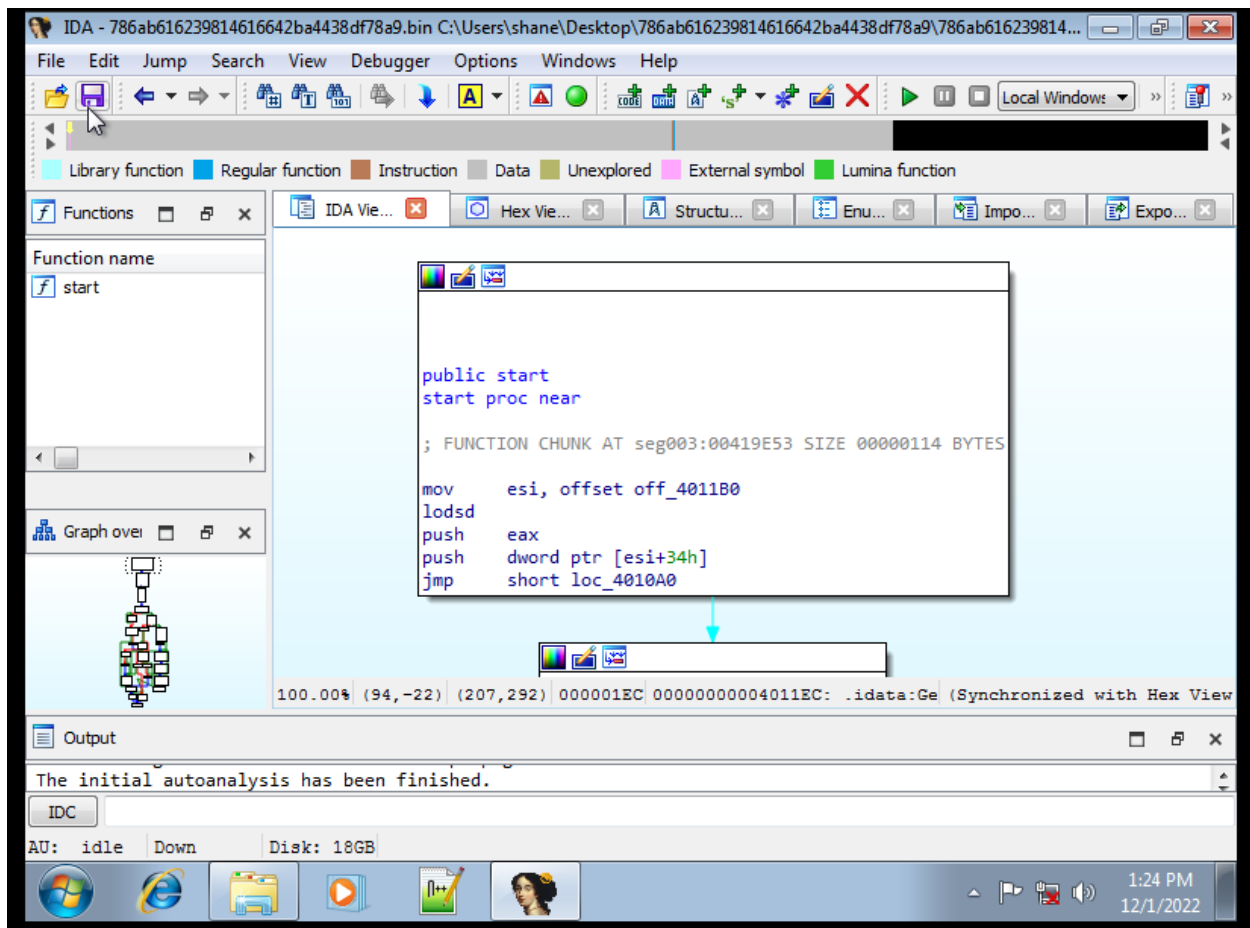 IDA - 786ab616239814616642ba4438df78a9.bin C:\Users\shane\Desktop\786ab616239814616642ba4438df78a9\786ab616239814...
File Edit Jump Search View Debugger Options Windows Help
Local Windows
Library function Regular function Instruction Data Unexplored External symbol Lumina function
Functions
IDA Vie... Hex Vie... Structu... Enu... Impo... Expo...
Function name
start
public start
start proc near
; FUNCTION CHUNK AT seg003:00419E53 SIZE 00000114 BYTES
mov esi, offset off_4011B0
lodsd
push eax
push dword ptr [esi+34h]
jmp short loc_4010A0
Graph over
100.00% (94,-22) (207,292) 000001EC 00000000004011EC: .idata:Ge (Synchronized with Hex View
Output
The initial autoanalysis has been finished.
IDC
AU: idle Down Disk: 18GB
1:24 PM
12/1/2022